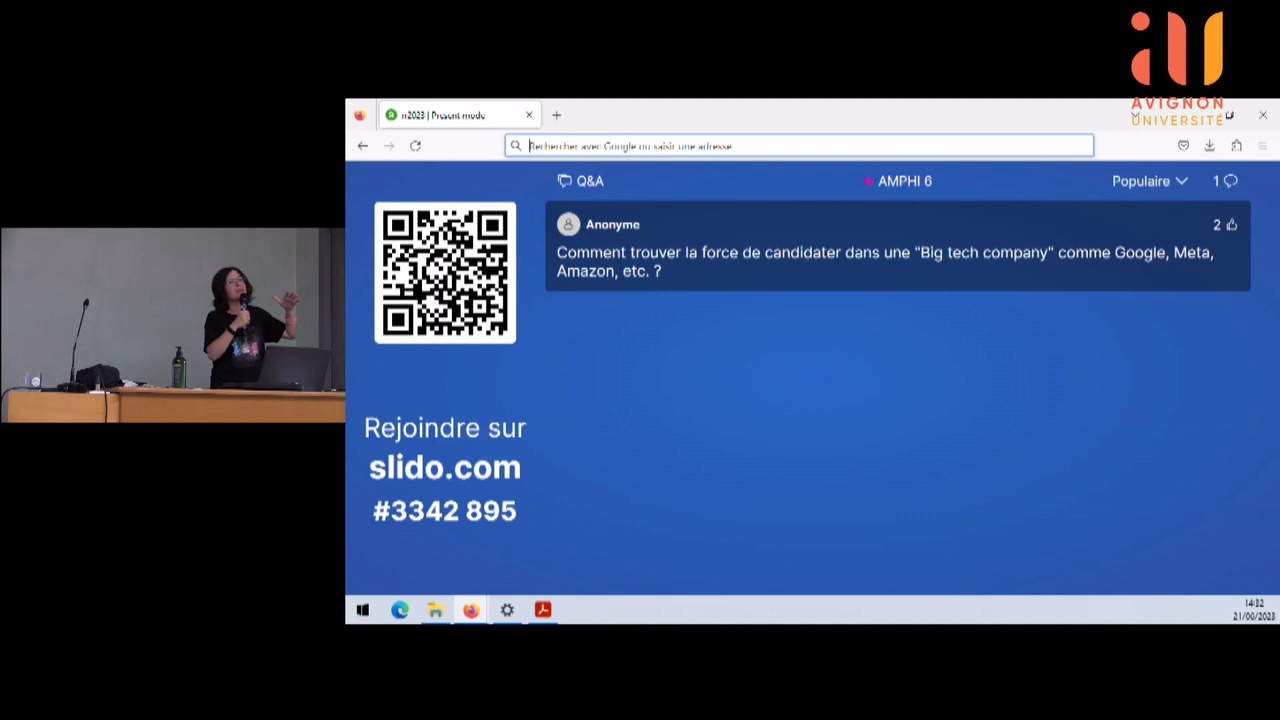 AVIGNON
UNIVERSITÉ
rr2023 | Present mode
Rechercher avec Google ou saisir une adresse
Q&A
AMPHI 6
Populaire
1
Anonyme
2
Comment trouver la force de candidater dans une "Big tech company" comme Google, Meta,
Amazon, etc. ?
Rejoindre sur
slido.com
#3342 895
14:32
21/06/2023